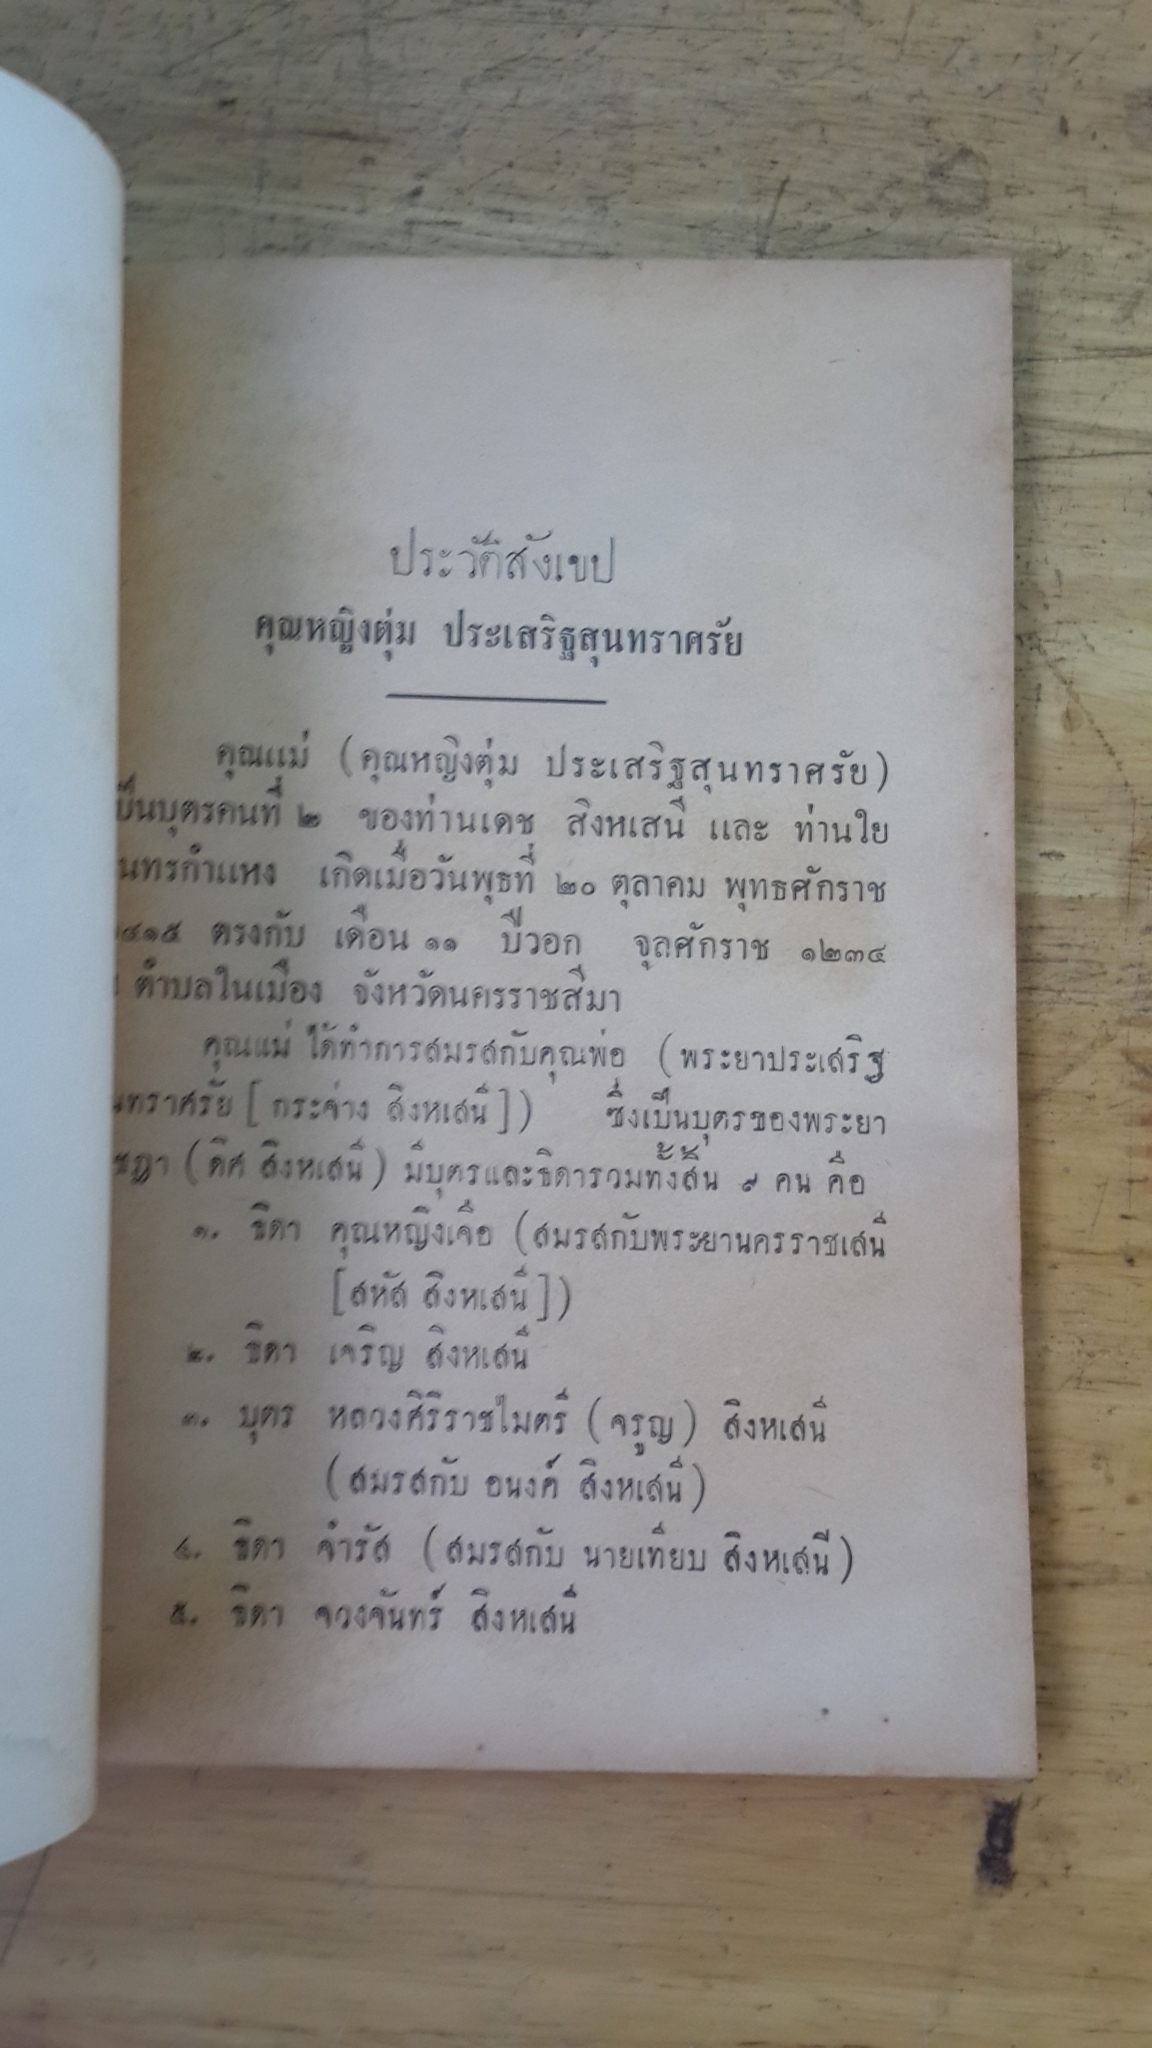 ประวัติสังเขป
คุณหญิงตุ่ม ประเสริฐสุนทราศรัย
คุณแม่ (คุณหญิงตุ่ม ประเสริฐสุนทราศรัย)
ป็นบุตรคนที่ ๒ ของท่านเดช สิงหเสนี และ ท่านใย
นทรกำแหง เกิดเมื่อวันพุธที่ ๒๐ ตุลาคม พุทธศักราช
๔๑๕ ตรงกับ เดือน ๑๑ ปีวอก จุลศักราช ๑๒๓๔
ตำบลในเมือง จังหวัดนครราชสีมา
คุณแม่ ได้ทำการสมรสกับคุณพ่อ (พระยาประเสริฐ
นทราศรัย [กระจ่าง สิงหเสนี]) ซึ่งเป็นบุตรของพระยา
ชฎา (ดิศ สิงหเสนี) มีบุตรและธิดารวมทั้งสิ้น ๙ คน คือ
๑. ธิดา คุณหญิงเจือ (สมรสกับพระยานครราชเสนี
[สหัส สิงหเสนี])
๒. ธิดา เจริญ สิงหเสนี
๓. บุตร หลวงศิริราชไมตรี (จรูญ) สิงหเสนี
(สมรสกับ อนงค์ สิงหเสนี)
๔. ธิดา จำรัส (สมรสกับ นายเทียบ สิงหเสนี)
๕. ธิดา จวงจันทร์ สิงหเสนี